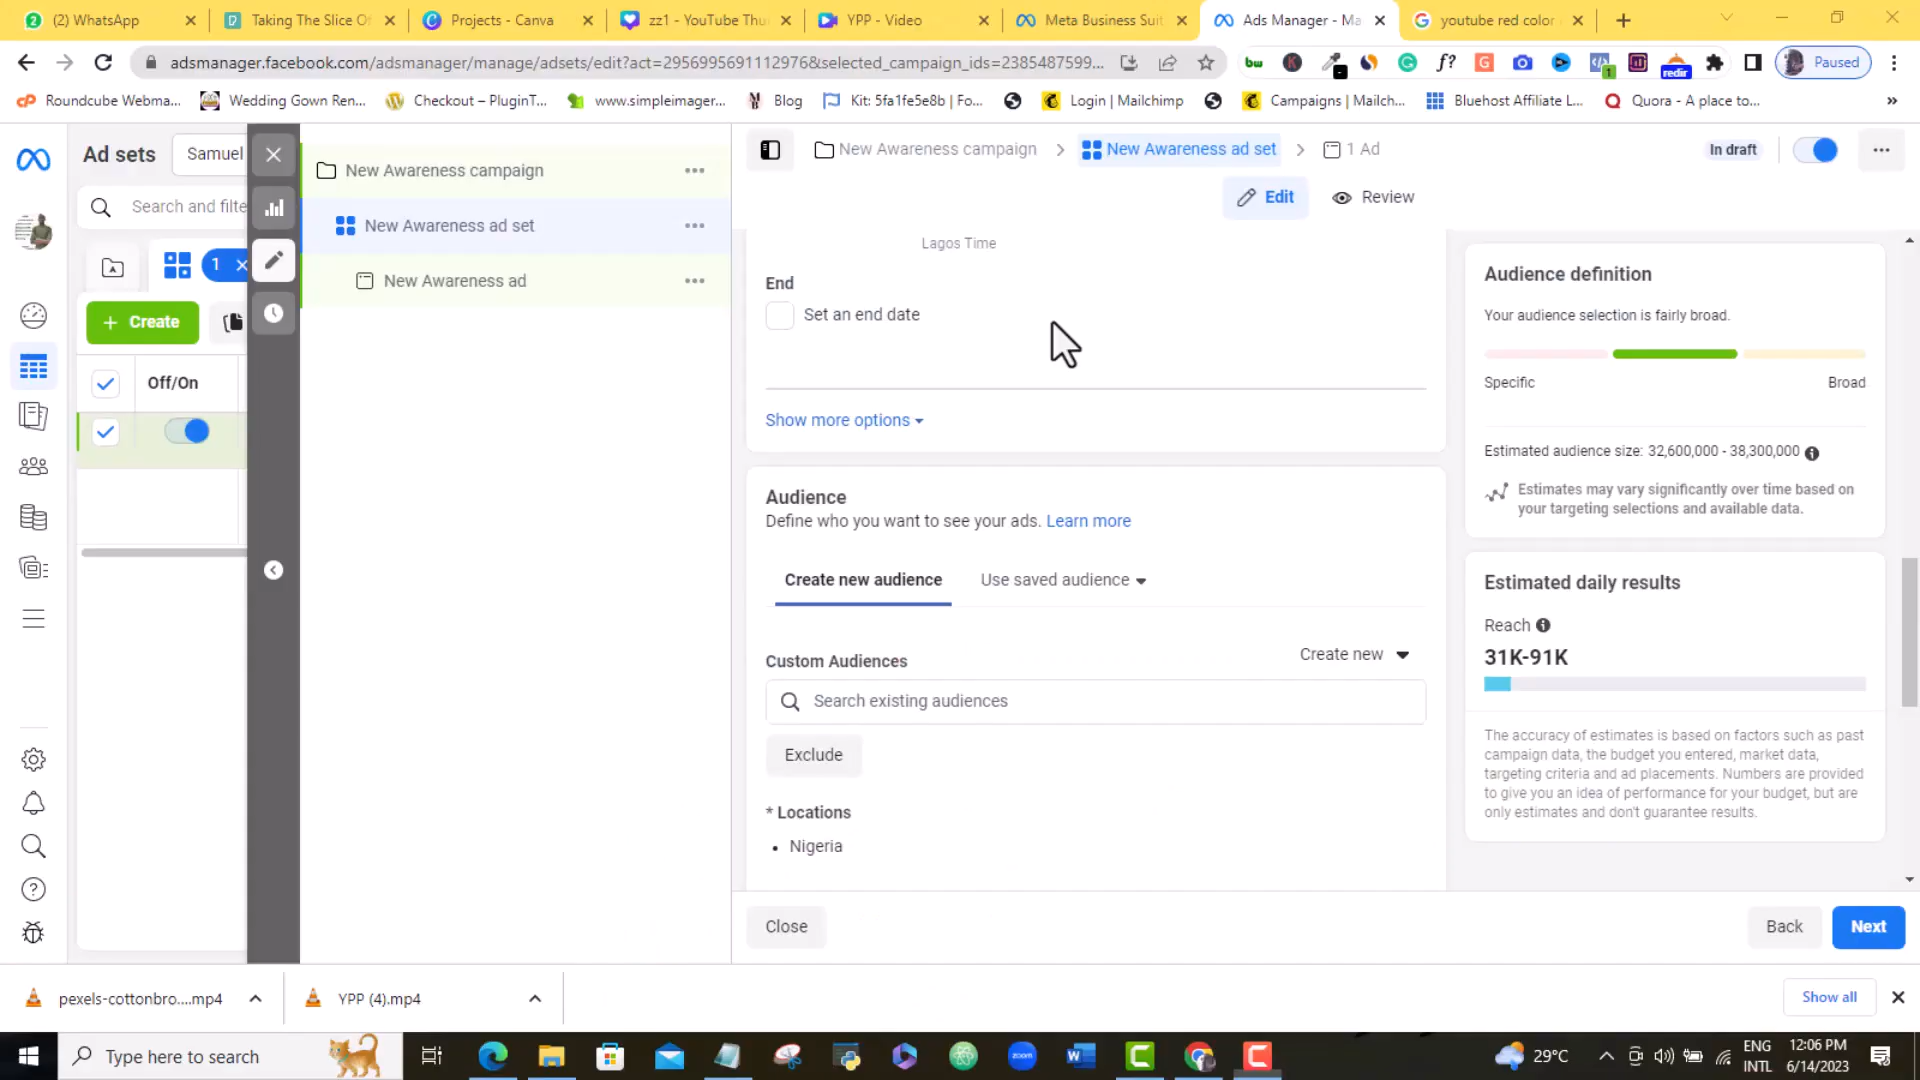 (2) WhatsApp
Taking The Slice Of
Projects - Canva
zz1 - YouTube Thu
YPP - Video
Meta Business Suit
Ads Manager - Ma
youtube red color
adsmanager.facebook.com/adsmanager/manage/adsets/edit?act=2956995691112976&selected_campaign_ids=2385487599...
Paused
Roundcube Webma...
Wedding Gown Ren...
Checkout – PluginT...
www.simpleimager...
Blog
Kit: 5fa1fe5e8b | Fo...
Login | Mailchimp
Campaigns | Mailch...
Bluehost Affiliate L...
Quora - A place to...
Ad sets
Samuel
Search and filte
1
Create
Off/On
New Awareness campaign
New Awareness ad set
New Awareness ad
New Awareness campaign
New Awareness ad set
1 Ad
In draft
Edit
Review
Lagos Time
End
Set an end date
Show more options
Audience
Define who you want to see your ads. Learn more
Create new audience
Use saved audience
Custom Audiences
Create new
Search existing audiences
Exclude
* Locations
• Nigeria
Audience definition
Your audience selection is fairly broad.
Specific
Broad
Estimated audience size: 32,600,000 - 38,300,000
Estimates may vary significantly over time based on
your targeting selections and available data.
Estimated daily results
Reach
31K-91K
The accuracy of estimates is based on factors such as past
campaign data, the budget you entered, market data,
targeting criteria and ad placements. Numbers are provided
to give you an idea of performance for your budget, but are
only estimates and don't guarantee results.
Close
Back
Next
pexels-cottonbro....mp4
YPP (4).mp4
Show all
Type here to search
29°C
ENG
INTL
12:06 PM
6/14/2023